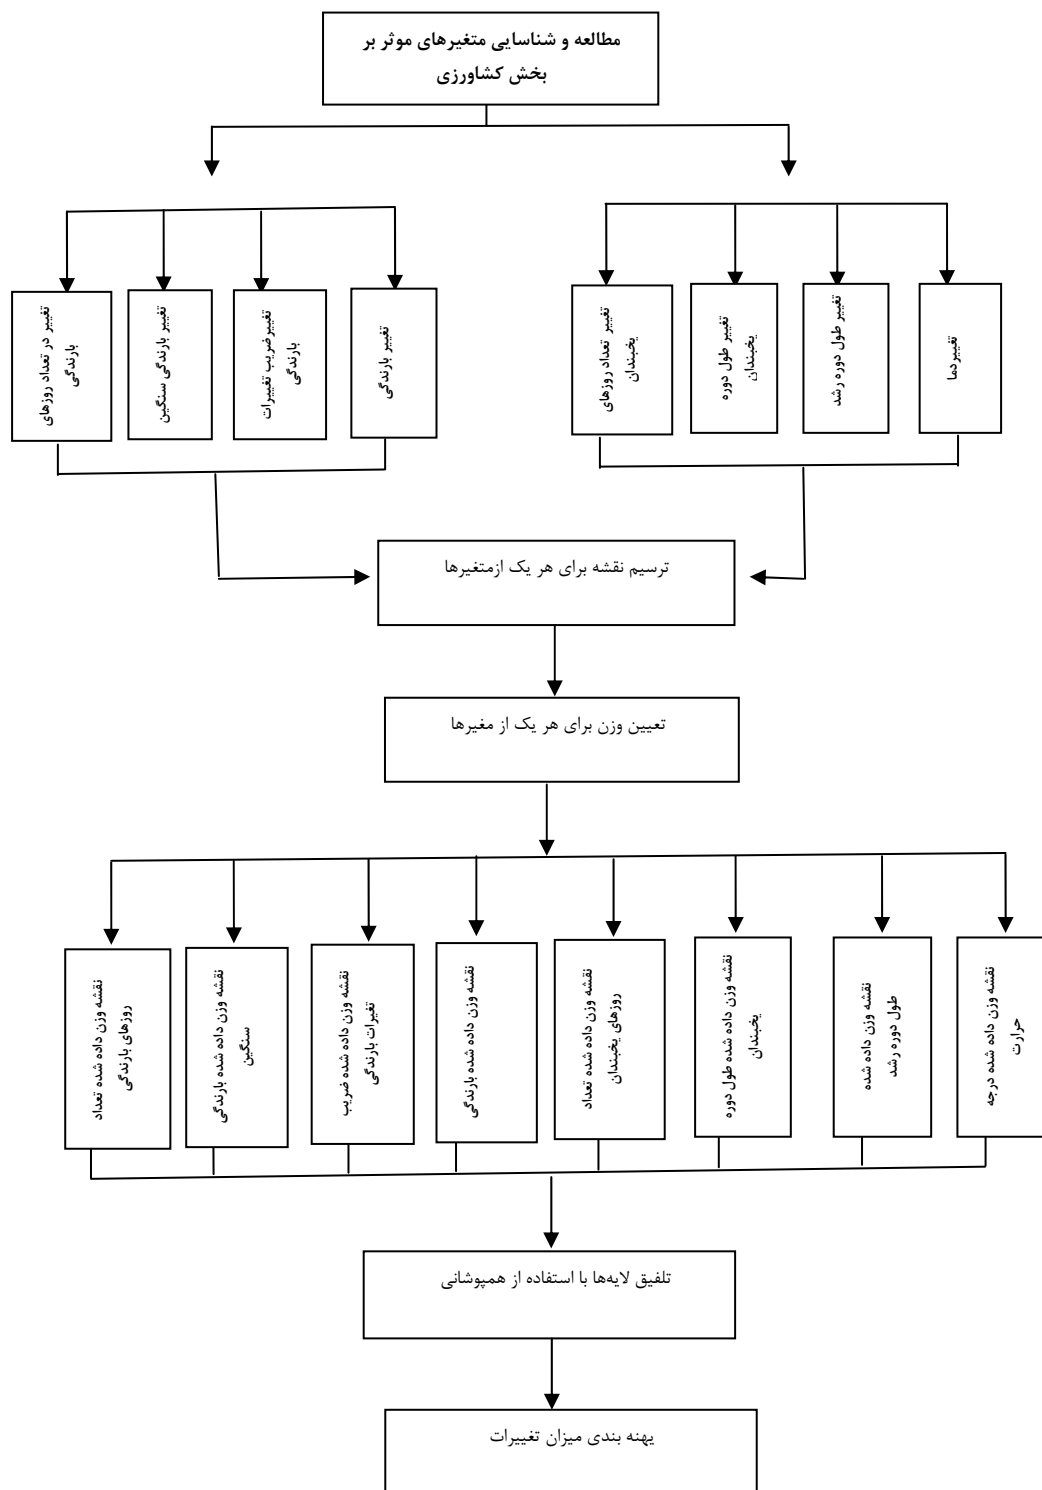 مطالعه و شناسایی متغیرهای موثر بر
بخش کشاورزی
تغییردما
تغییر طول دوره رشد
تغییر طول دوره
یخبندان
تغییر تعداد روزهای
یخبندان
تغییر بارندگی
تغییرضریب تغییرات
بارندگی
تغییر بارندگی سنگین
تغییر در تعداد روزهای
بارندگی
ترسیم نقشه برای هر یک ازمتغیرها
تعیین وزن برای هر یک از مغیرها
نقشه وزن داده شده درجه
حرارت
نقشه وزن داده شده
طول دوره رشد
نقشه وزن داده شده طول دوره
یخبندان
نقشه وزن داده شده تعداد
روزهای یخبندان
نقشه وزن داده شده بارندگی
نقشه وزن داده شده ضریب
تغیرات بارندگی
نقشه وزن داده شده بارندگی
سنگین
نقشه وزن داده شده تعداد
روزهای بارندگی
تلفیق لایه‌ها با استفاده از همپوشانی
پهنه بندی میزان تغییرات